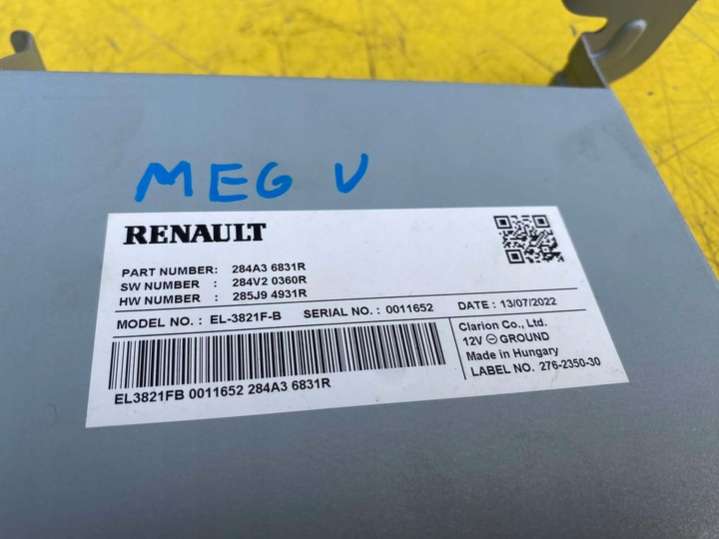 MEG V
RENAULT
PART NUMBER: 284A3 6831R
SW NUMBER : 284V2 0360R
HW NUMBER : 285J9 4931R
MODEL NO. : EL-3821F-B SERIAL NO. : 0011652 DATE : 13/07/2022
Clarion Co., Ltd.
12V ⊖ GROUND
Made in Hungary
LABEL NO. 276-2350-30
EL3821FB 0011652 284A3 6831R